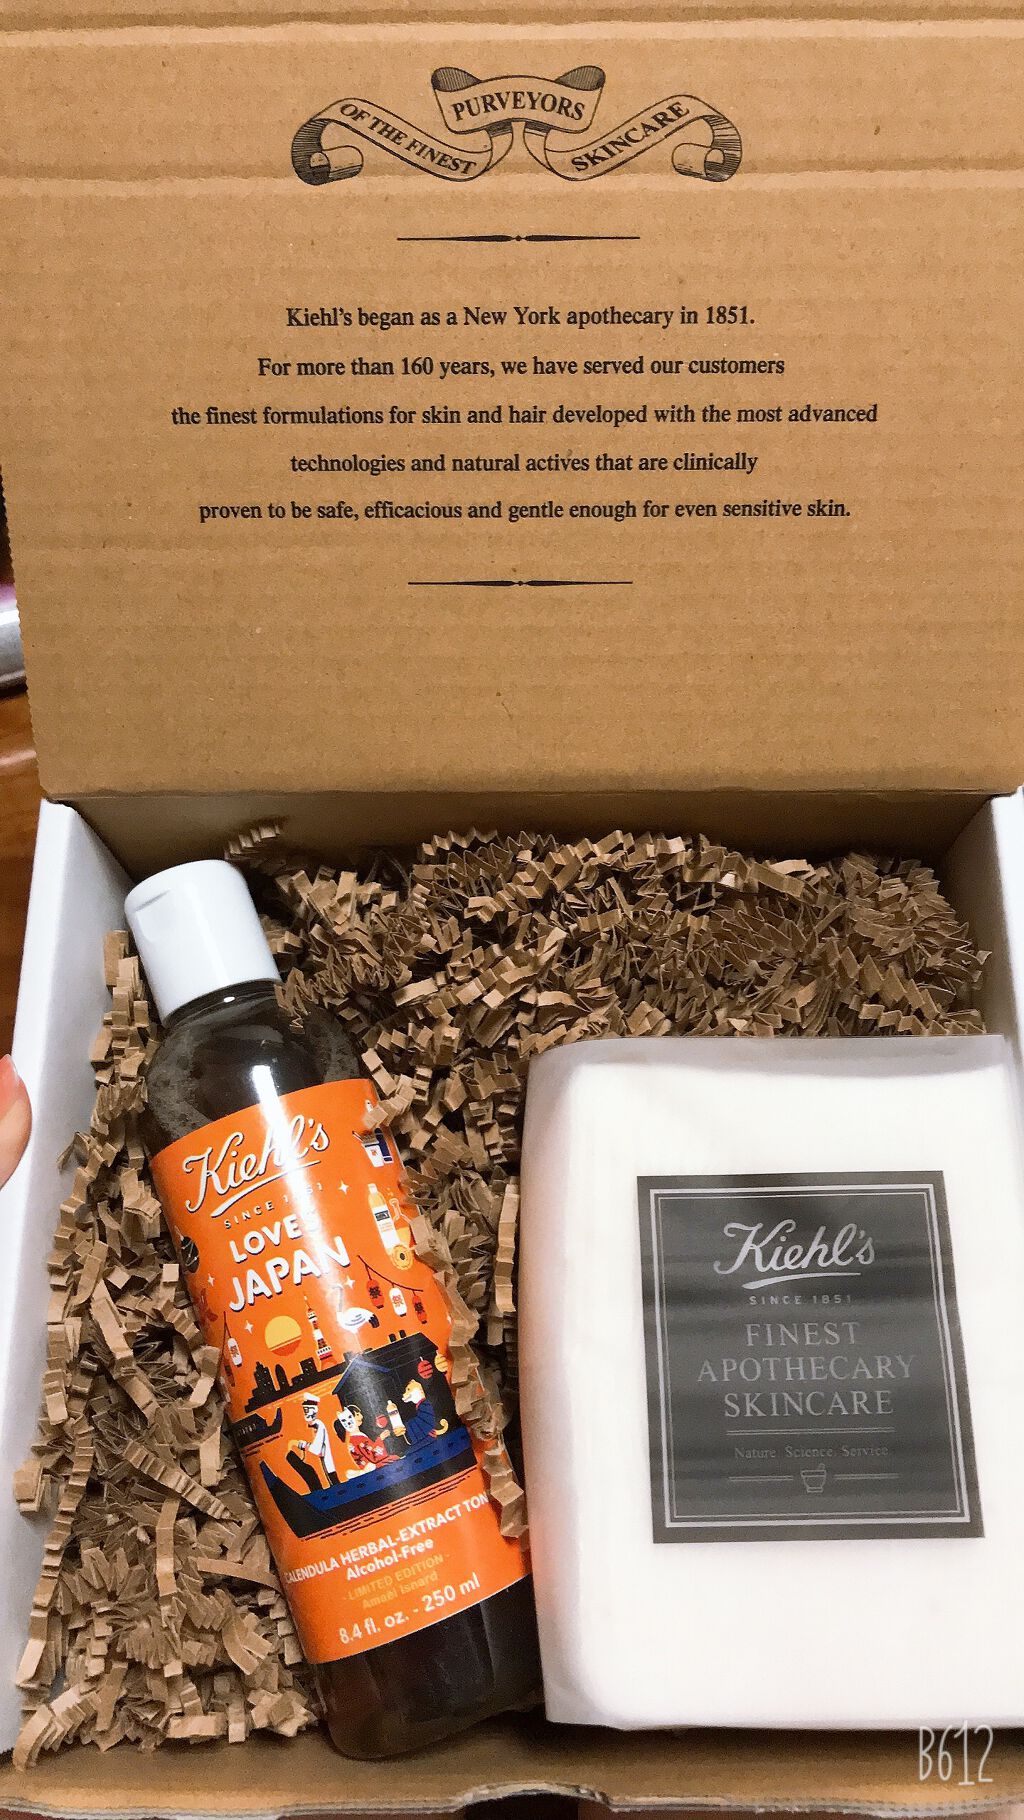 PURVEYORS
OF THE FINEST SKINCARE
Kiehl's began as a New York apothecary in 1851.
For more than 160 years, we have served our customers
the finest formulations for skin and hair developed with the most advanced
technologies and natural actives that are clinically
proven to be safe, efficacious and gentle enough for even sensitive skin.
Kiehl's
SINCE 1851
LOVES
JAPAN
CALENDULA HERBAL-EXTRACT
Alcohol-Free
- LIMITED EDITION -
Amaël Isnard
8.4 fl. oz. - 250 ml
Kiehl's
SINCE 1851
FINEST
APOTHECARY
SKINCARE
Nature. Science. Service.
B612